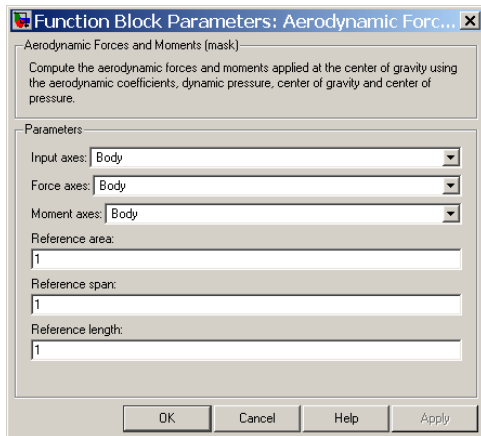 Function Block Parameters: Aerodynamic Forc...
Aerodynamic Forces and Moments (mask)
Compute the aerodynamic forces and moments applied at the center of gravity using
the aerodynamic coefficients, dynamic pressure, center of gravity and center of
pressure.
Parameters
Input axes: Body
Force axes: Body
Moment axes: Body
Reference area:
1
Reference span:
1
Reference length:
1
OK Cancel Help Apply